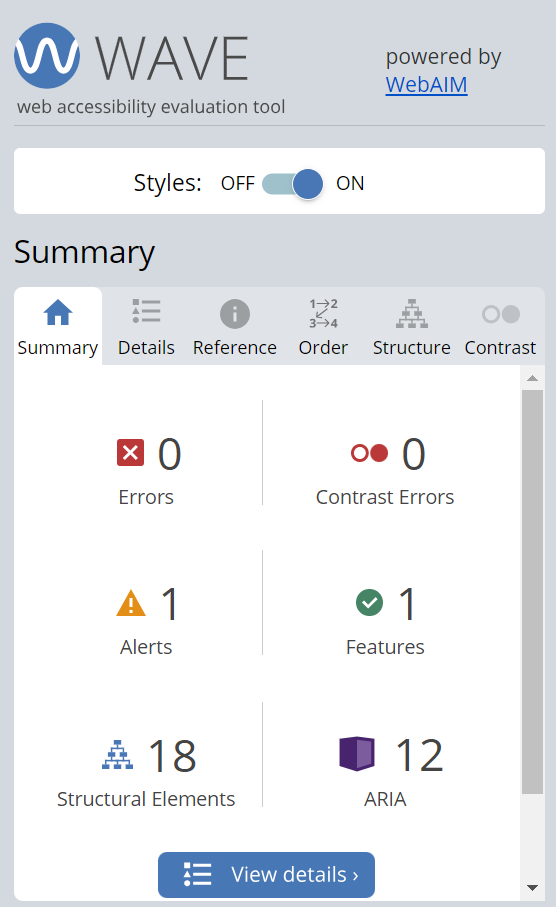 WAVE
powered by
WebAIM
web accessibility evaluation tool
Styles: OFF ON
Summary
1 2
3 4
Summary Details Reference Order Structure Contrast
0 0
Errors Contrast Errors
1 1
Alerts Features
18 12
Structural Elements ARIA
View details ›